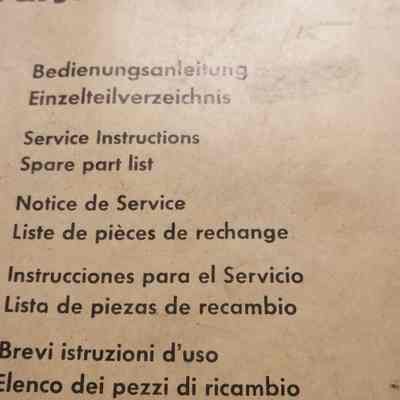 Bedienungsanleitung
Einzelteilverzeichnis
Service Instructions
Spare part list
Notice de Service
Liste de pièces de rechange
Instrucciones para el Servicio
Lista de piezas de recambio
Brevi istruzioni d'uso
Elenco dei pezzi di ricambio